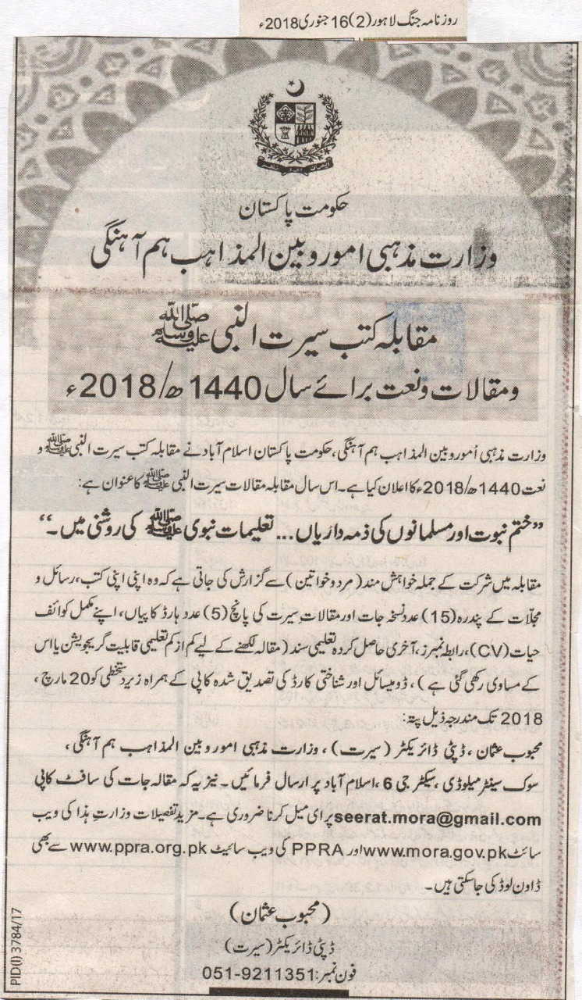 روزنامہ جنگ لاہور (2) 16 جنوری 2018ء
حکومت پاکستان
وزارت مذہبی امور و بین المذاہب ہم آہنگی
مقابلہ کتب سیرت النبی ﷺ
و مقالات و نعت برائے سال 1440ھ/2018ء
وزارت مذہبی اُمور و بین المذاہب ہم آہنگی، حکومت پاکستان اسلام آباد نے مقابلہ کتب سیرت النبی ﷺ و
نعت 1440ھ/2018ء کا اعلان کیا ہے۔ اس سال مقابلہ مقالات سیرت النبی ﷺ کا عنوان ہے:
”ختم نبوت اور مسلمانوں کی ذمہ داریاں... تعلیمات نبوی ﷺ کی روشنی میں۔“
مقابلہ میں شرکت کے جملہ خواہش مند (مرد و خواتین) سے گزارش کی جاتی ہے کہ وہ اپنی اپنی کتب، رسائل و
مجلّات کے پندرہ (15) عدد نسخہ جات اور مقالاتِ سیرت کی پانچ (5) عدد ہارڈ کاپیاں، اپنے مکمل کوائف
حیات (CV)، رابطہ نمبرز، آخری حاصل کردہ تعلیمی سند (مقالہ لکھنے کے لیے کم از کم تعلیمی قابلیت گریجویشن یا اس
کے مساوی رکھی گئی ہے)، ڈومیسائل اور شناختی کارڈ کی تصدیق شدہ کاپی کے ہمراہ زیر دستخطی کو 20 مارچ،
2018 تک مندرجہ ذیل پتہ:
محبوب عثمان، ڈپٹی ڈائریکٹر (سیرت)، وزارت مذہبی امور و بین المذاہب ہم آہنگی،
سوک سینٹر میلوڈی، سیکٹر جی 6، اسلام آباد پر ارسال فرمائیں۔ نیز یہ کہ مقالہ جات کی سافٹ کاپی
seerat.mora@gmail.com پر ای میل کرنا ضروری ہے۔ مزید تفصیلات وزارتِ ہذا کی ویب
سائٹ www.mora.gov.pk اور PPRA کی ویب سائیٹ www.ppra.org.pk سے بھی
ڈاون لوڈ کی جا سکتی ہیں۔
(محبوب عثمان)
ڈپٹی ڈائریکٹر (سیرت)
فون نمبر: 051-9211351
PID(I) 3784/17